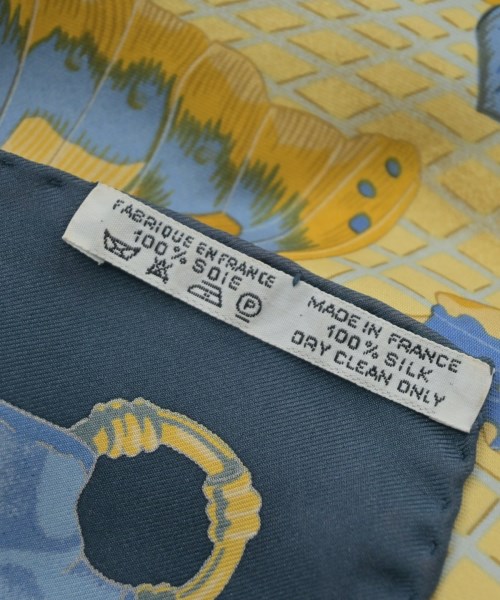 FABRIQUE EN FRANCE
100% SOIE
P
MADE IN FRANCE
100% SILK
DRY CLEAN ONLY